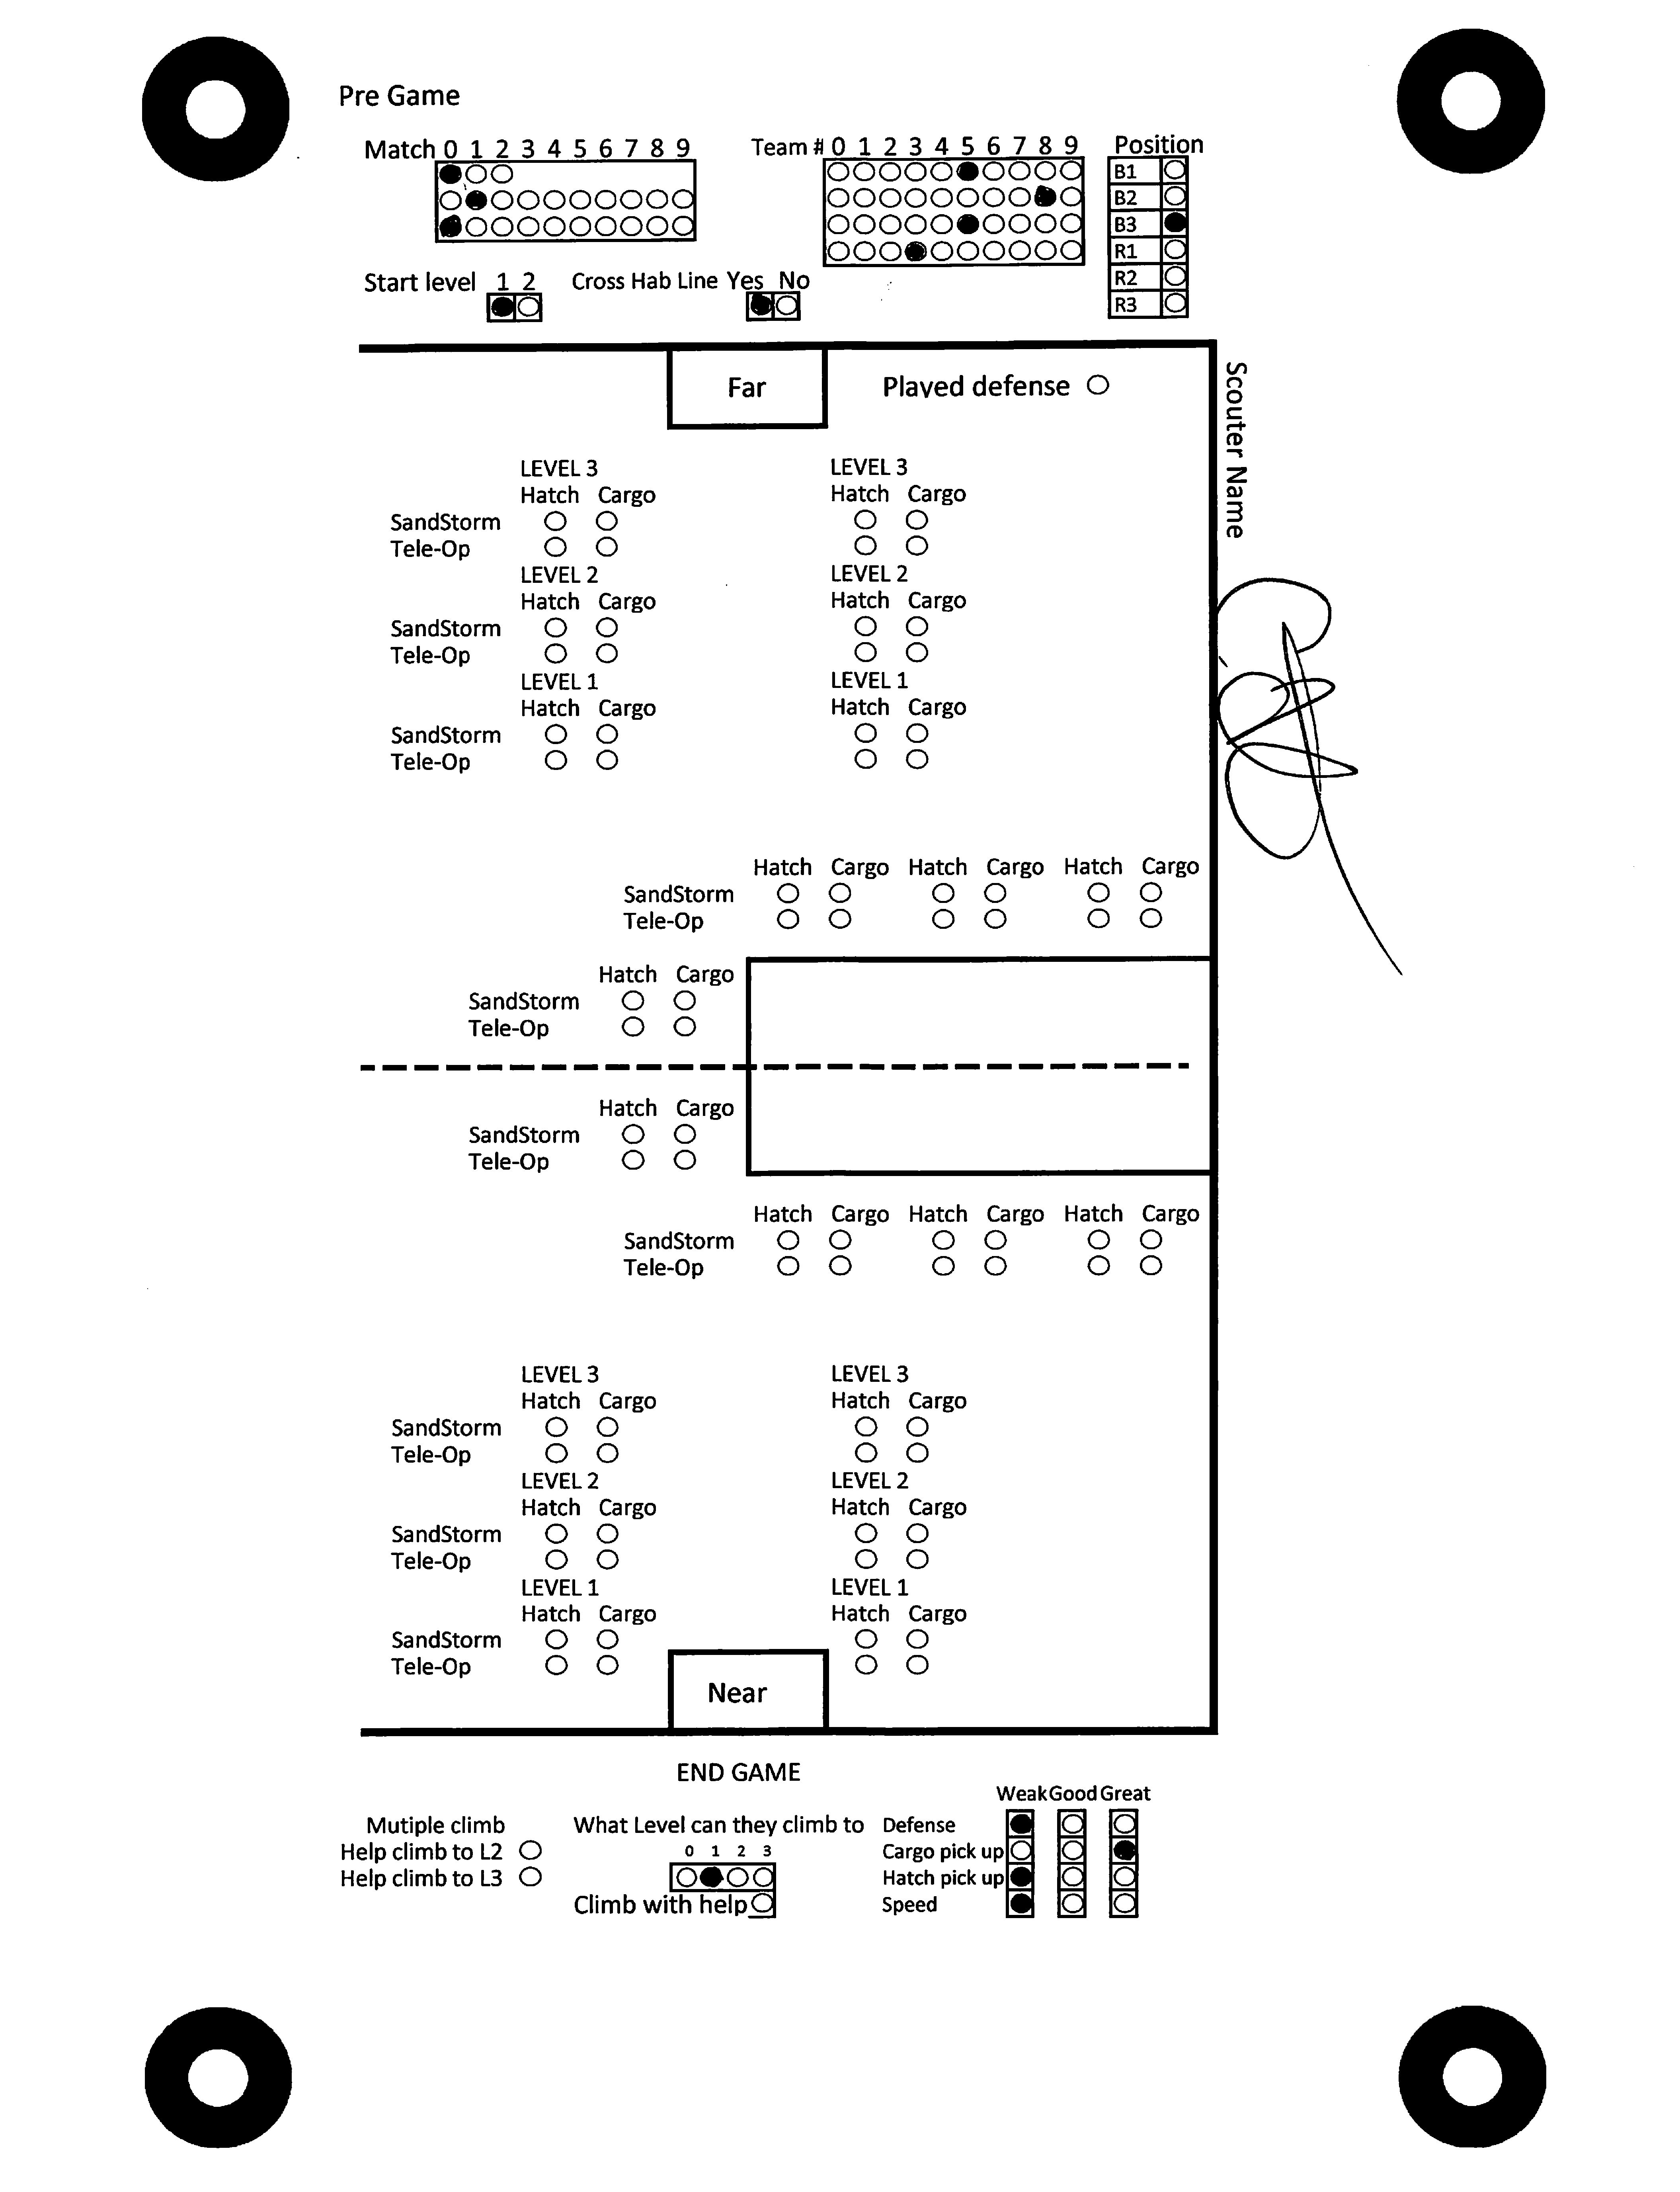 Pre Game
Match 0 1 2 3 4 5 6 7 8 9
Team # 0 1 2 3 4 5 6 7 8 9
Position
B1
B2
B3
R1
R2
R3
Start level 1 2
Cross Hab Line Yes No
Far
Played defense
Scouter Name
LEVEL 3 LEVEL 3
Hatch Cargo Hatch Cargo
SandStorm
Tele-Op
LEVEL 2 LEVEL 2
Hatch Cargo Hatch Cargo
SandStorm
Tele-Op
LEVEL 1 LEVEL 1
Hatch Cargo Hatch Cargo
SandStorm
Tele-Op
Hatch Cargo Hatch Cargo Hatch Cargo
SandStorm
Tele-Op
Hatch Cargo
SandStorm
Tele-Op
Hatch Cargo
SandStorm
Tele-Op
Hatch Cargo Hatch Cargo Hatch Cargo
SandStorm
Tele-Op
LEVEL 3 LEVEL 3
Hatch Cargo Hatch Cargo
SandStorm
Tele-Op
LEVEL 2 LEVEL 2
Hatch Cargo Hatch Cargo
SandStorm
Tele-Op
LEVEL 1 LEVEL 1
Hatch Cargo Hatch Cargo
SandStorm
Tele-Op
Near
END GAME
Mutiple climb
Help climb to L2
Help climb to L3
What Level can they climb to
0 1 2 3
Climb with help
Weak Good Great
Defense
Cargo pick up
Hatch pick up
Speed